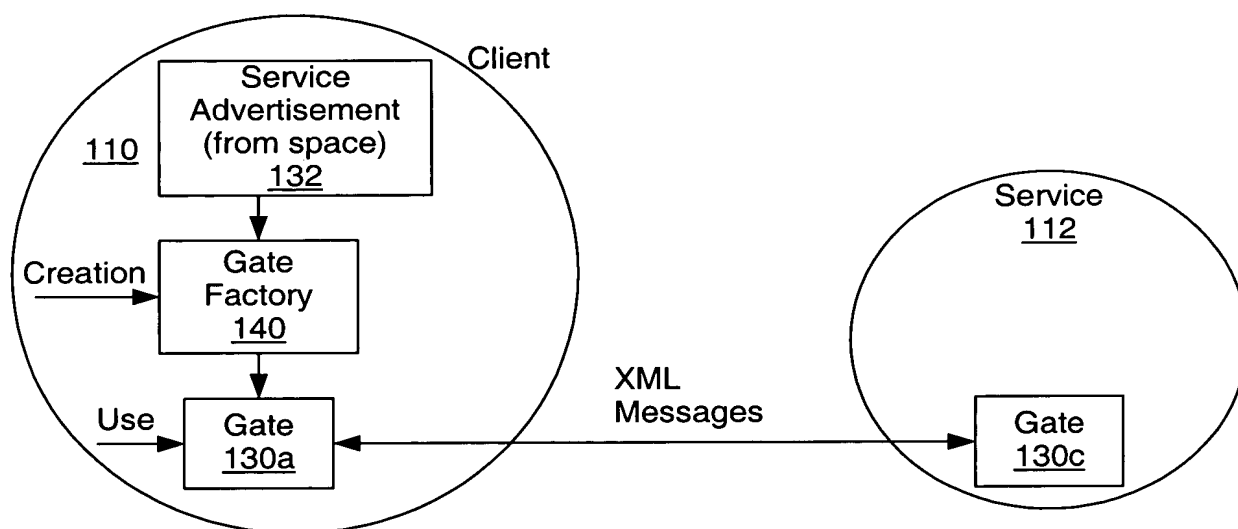 Client
Service
Advertisement
(from space)
132
110
Creation
Gate
Factory
140
Use
Gate
130a
XML
Messages
Service
112
Gate
130c